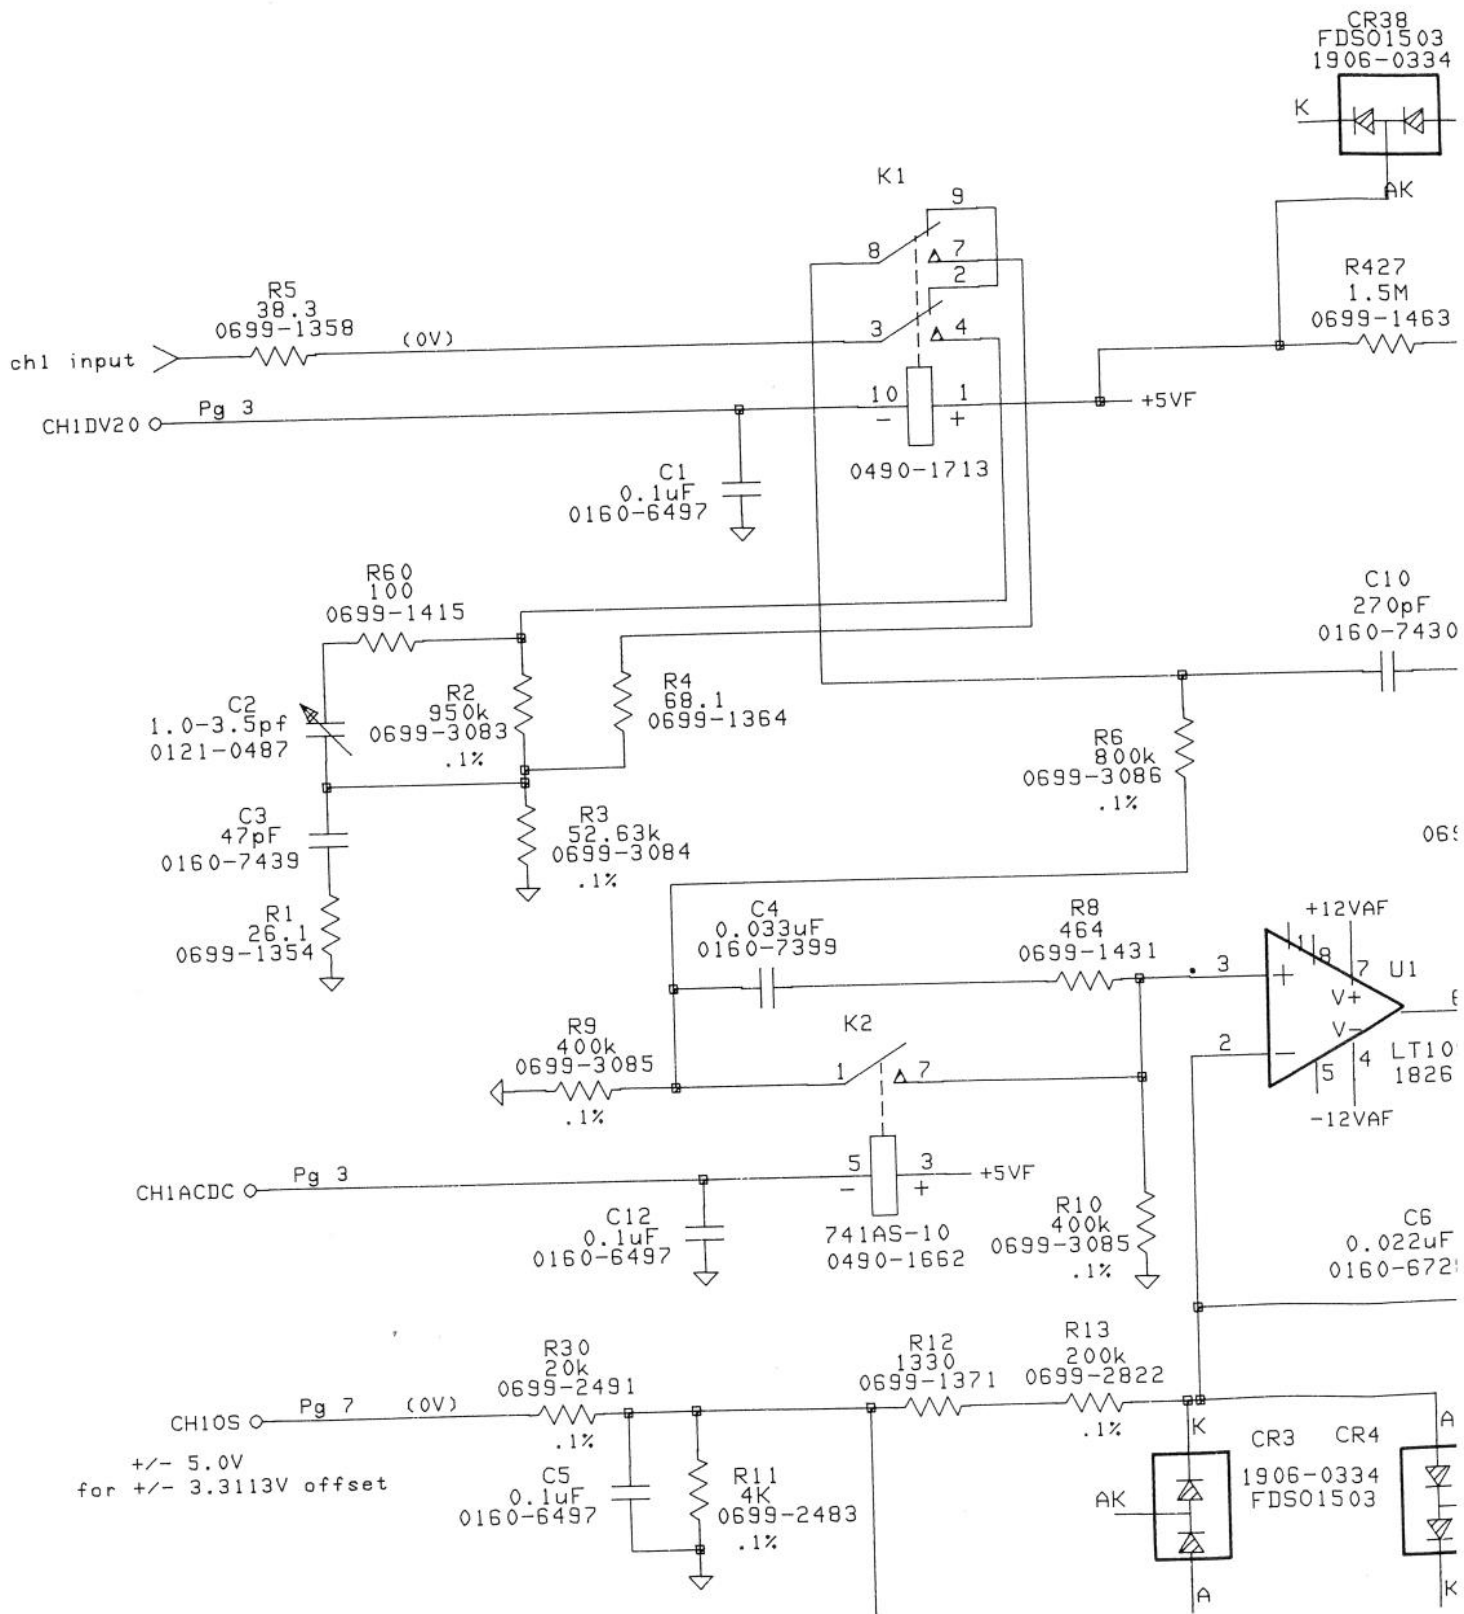 CR38
FDSO1503
1906-0334
K
AK
K1
9
8
7
2
3
4
R5
38.3
0699-1358
(0V)
ch1 input
R427
1.5M
0699-1463
CH1DV20
Pg 3
10
1
-
+
+5VF
0490-1713
C1
0.1uF
0160-6497
R60
100
0699-1415
C10
270pF
0160-7430
C2
1.0-3.5pf
0121-0487
R2
950k
0699-3083
.1%
R4
68.1
0699-1364
R6
800k
0699-3086
.1%
C3
47pF
0160-7439
R3
52.63k
0699-3084
.1%
R1
26.1
0699-1354
C4
0.033uF
0160-7399
R8
464
0699-1431
+12VAF
1
8
7
U1
3
+
V+
V-
2
-
5
4
-12VAF
R9
400k
0699-3085
.1%
K2
1
7
CH1ACDC
Pg 3
5
3
-
+
+5VF
741AS-10
0490-1662
C12
0.1uF
0160-6497
R10
400k
0699-3085
.1%
C6
0.022uF
R30
20k
0699-2491
.1%
R12
1330
0699-1371
R13
200k
0699-2822
.1%
CH1OS
Pg 7
(0V)
+/- 5.0V
for +/- 3.3113V offset
C5
0.1uF
0160-6497
R11
4K
0699-2483
.1%
K
CR3
CR4
A
1906-0334
FDSO1503
AK
A
K